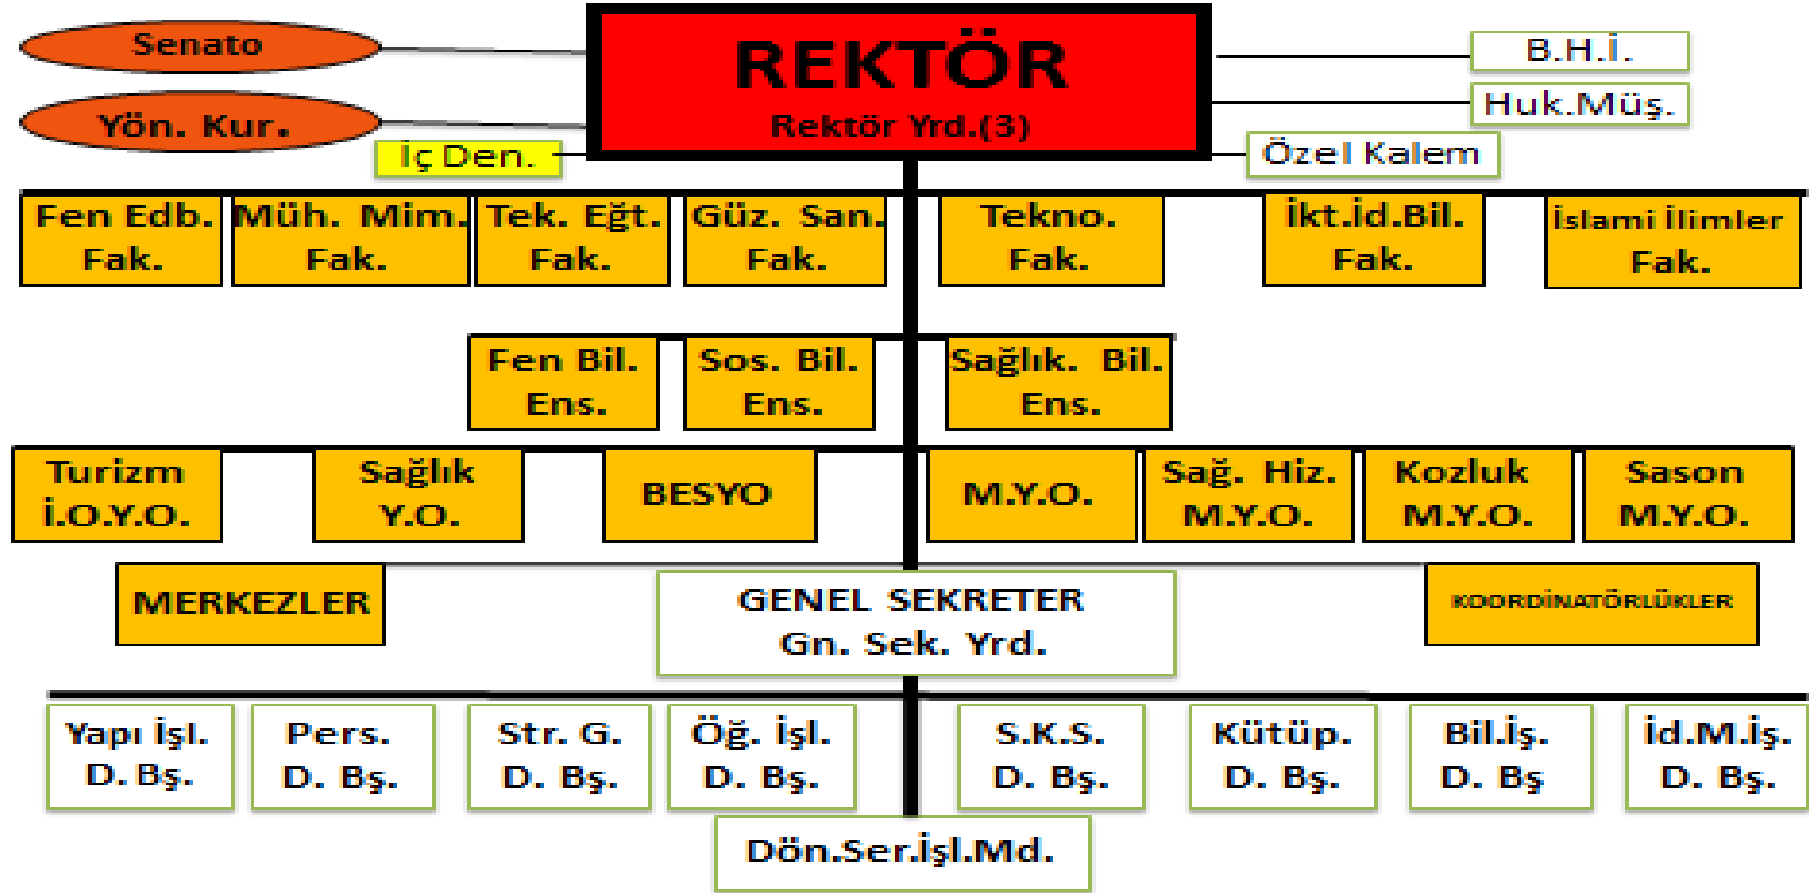 Senato
REKTÖR
B.H.İ.
Yön. Kur.
Rektör Yrd.(3)
Huk.Müş.
İç Den.
Özel Kalem
Fen Edb.
Fak.
Müh. Mim.
Fak.
Tek. Eğt.
Fak.
Güz. San.
Fak.
Tekno.
Fak.
İkt.İd.Bil.
Fak.
İslami İlimler
Fak.
Fen Bil.
Ens.
Sos. Bil.
Ens.
Sağlık. Bil.
Ens.
Turizm
İ.O.Y.O.
Sağlık
Y.O.
BESYO
M.Y.O.
Sağ. Hiz.
M.Y.O.
Kozluk
M.Y.O.
Sason
M.Y.O.
MERKEZLER
GENEL SEKRETER
Gn. Sek. Yrd.
KOORDİNATÖRLÜKLER
Yapı İşl.
D. Bş.
Pers.
D. Bş.
Str. G.
D. Bş.
Öğ. İşl.
D. Bş.
S.K.S.
D. Bş.
Kütüp.
D. Bş.
Bil.İş.
D. Bş
İd.M.İş.
D. Bş.
Dön.Ser.İşl.Md.